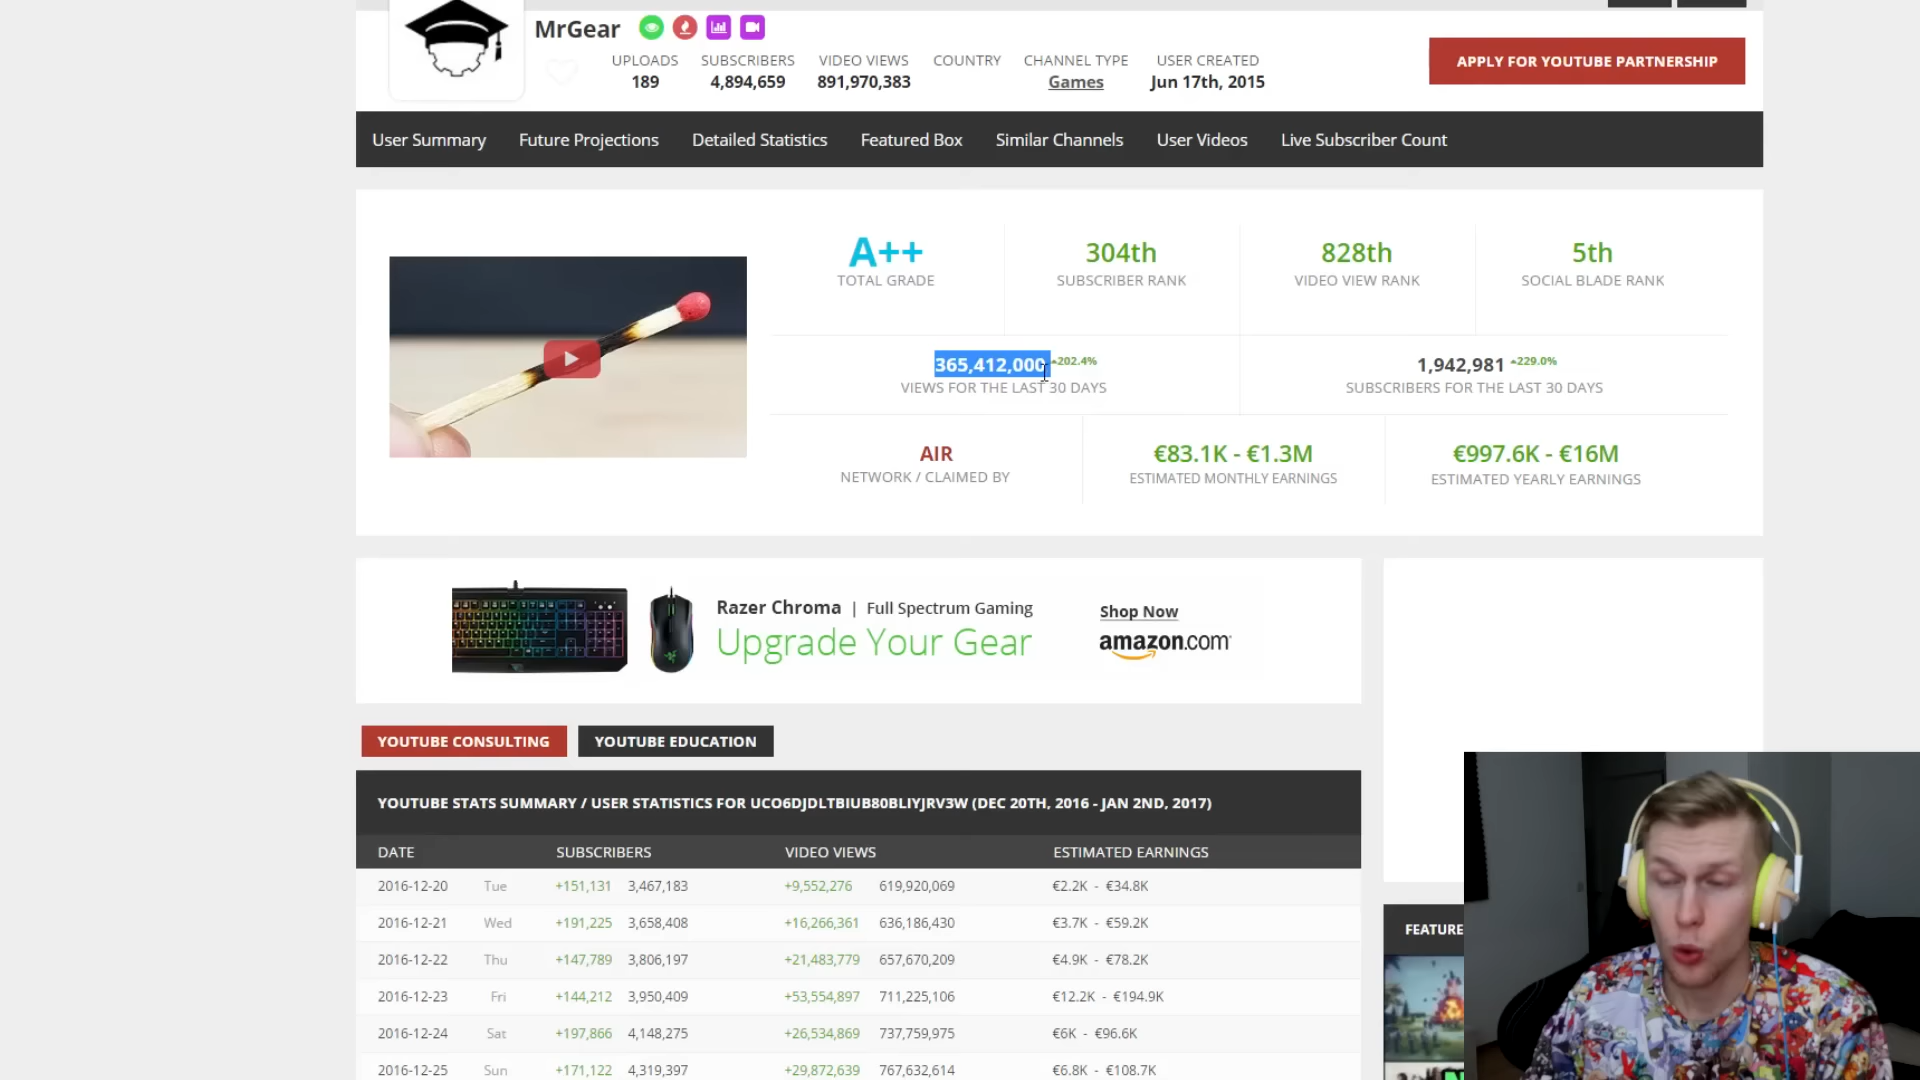 MrGear
UPLOADS SUBSCRIBERS VIDEO VIEWS COUNTRY CHANNEL TYPE USER CREATED
189 4,894,659 891,970,383 Games Jun 17th, 2015
APPLY FOR YOUTUBE PARTNERSHIP
User Summary Future Projections Detailed Statistics Featured Box Similar Channels User Videos Live Subscriber Count
A++ 304th 828th 5th
TOTAL GRADE SUBSCRIBER RANK VIDEO VIEW RANK SOCIAL BLADE RANK
365,412,000 202.4% 1,942,981 229.0%
VIEWS FOR THE LAST 30 DAYS SUBSCRIBERS FOR THE LAST 30 DAYS
AIR €83.1K - €1.3M €997.6K - €16M
NETWORK / CLAIMED BY ESTIMATED MONTHLY EARNINGS ESTIMATED YEARLY EARNINGS
Razer Chroma | Full Spectrum Gaming
Upgrade Your Gear
Shop Now
amazon.com
YOUTUBE CONSULTING YOUTUBE EDUCATION
YOUTUBE STATS SUMMARY / USER STATISTICS FOR UCO6DJDLTBIUB80BLIYJRV3W (DEC 20TH, 2016 - JAN 2ND, 2017)
DATE SUBSCRIBERS VIDEO VIEWS ESTIMATED EARNINGS
2016-12-20 Tue +151,131 3,467,183 +9,552,276 619,920,069 €2.2K - €34.8K
2016-12-21 Wed +191,225 3,658,408 +16,266,361 636,186,430 €3.7K - €59.2K
2016-12-22 Thu +147,789 3,806,197 +21,483,779 657,670,209 €4.9K - €78.2K
2016-12-23 Fri +144,212 3,950,409 +53,554,897 711,225,106 €12.2K - €194.9K
2016-12-24 Sat +197,866 4,148,275 +26,534,869 737,759,975 €6K - €96.6K
2016-12-25 Sun +171,122 4,319,397 +29,872,639 767,632,614 €6.8K - €108.7K
FEATURE